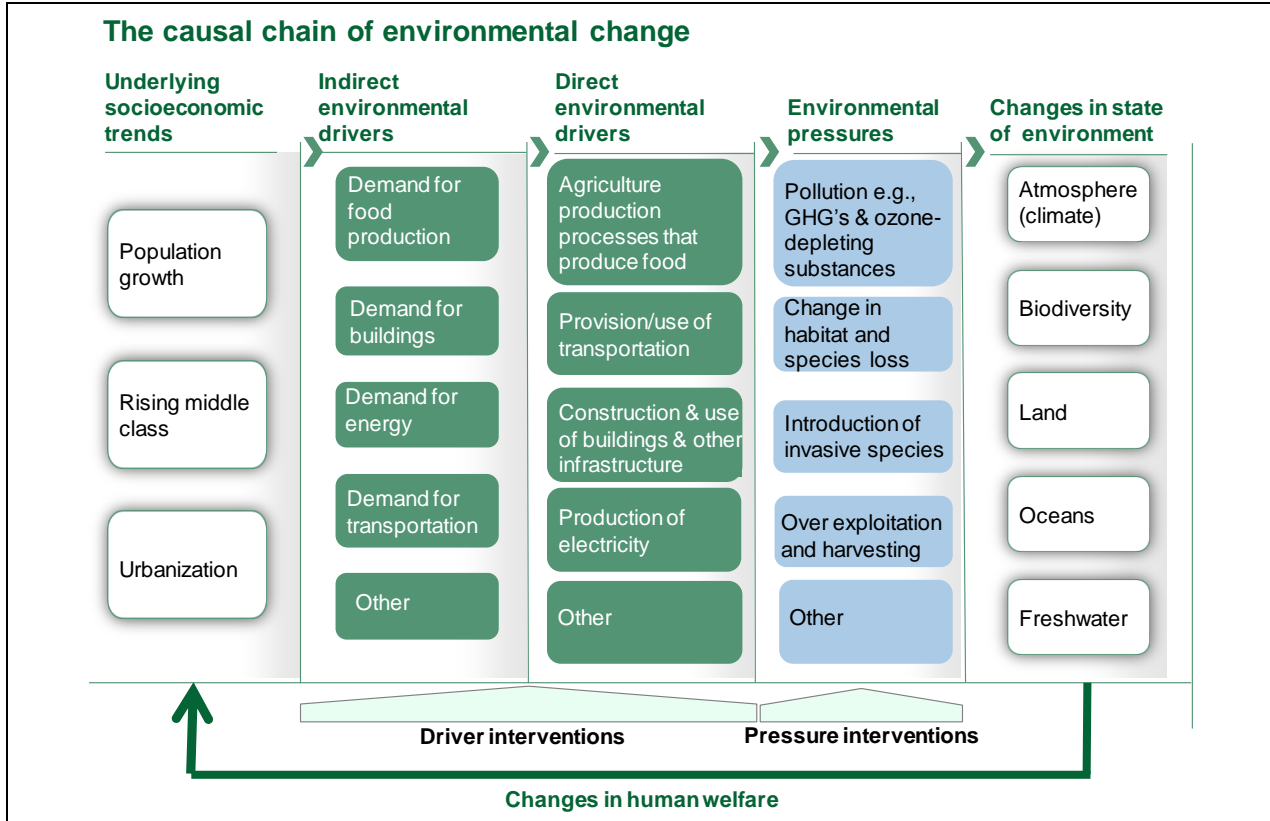 The causal chain of environmental change
Underlying
socioeconomic
trends
Indirect
environmental
drivers
Direct
environmental
drivers
Environmental
pressures
Changes in state
of environment
Population
growth
Rising middle
class
Urbanization
Demand for
food
production
Demand for
buildings
Demand for
energy
Demand for
transportation
Other
Agriculture
production
processes that
produce food
Provision/use of
transportation
Construction & use
of buildings & other
infrastructure
Production of
electricity
Other
Pollution e.g.,
GHG's & ozone-
depleting
substances
Change in
habitat and
species loss
Introduction of
invasive species
Over exploitation
and harvesting
Other
Atmosphere
(climate)
Biodiversity
Land
Oceans
Freshwater
Driver interventions
Pressure interventions
Changes in human welfare